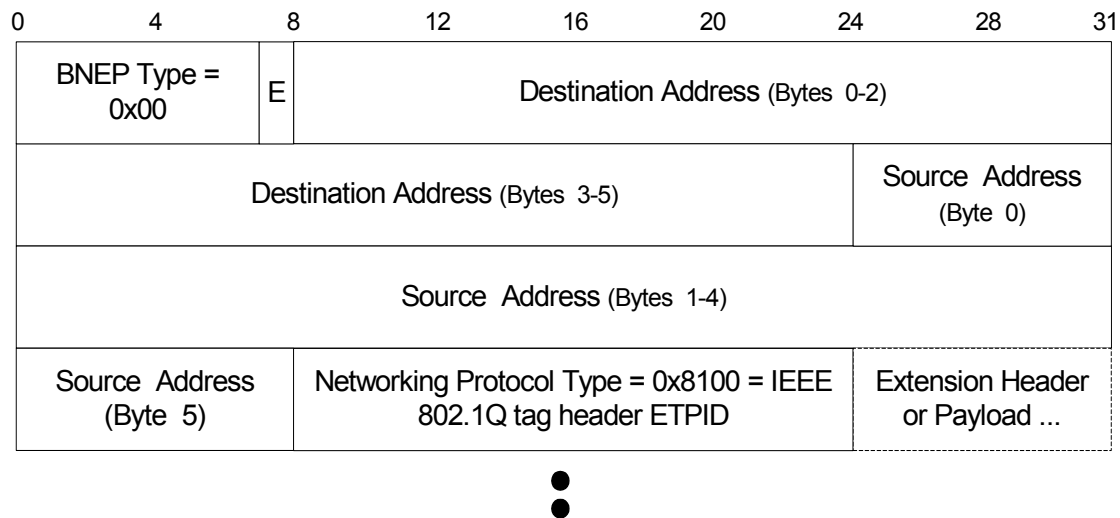 0 4 8 12 16 20 24 28 31
BNEP Type =
0x00
E
Destination Address (Bytes 0-2)
Destination Address (Bytes 3-5)
Source Address
(Byte 0)
Source Address (Bytes 1-4)
Source Address
(Byte 5)
Networking Protocol Type = 0x8100 = IEEE
802.1Q tag header ETPID
Extension Header
or Payload ...